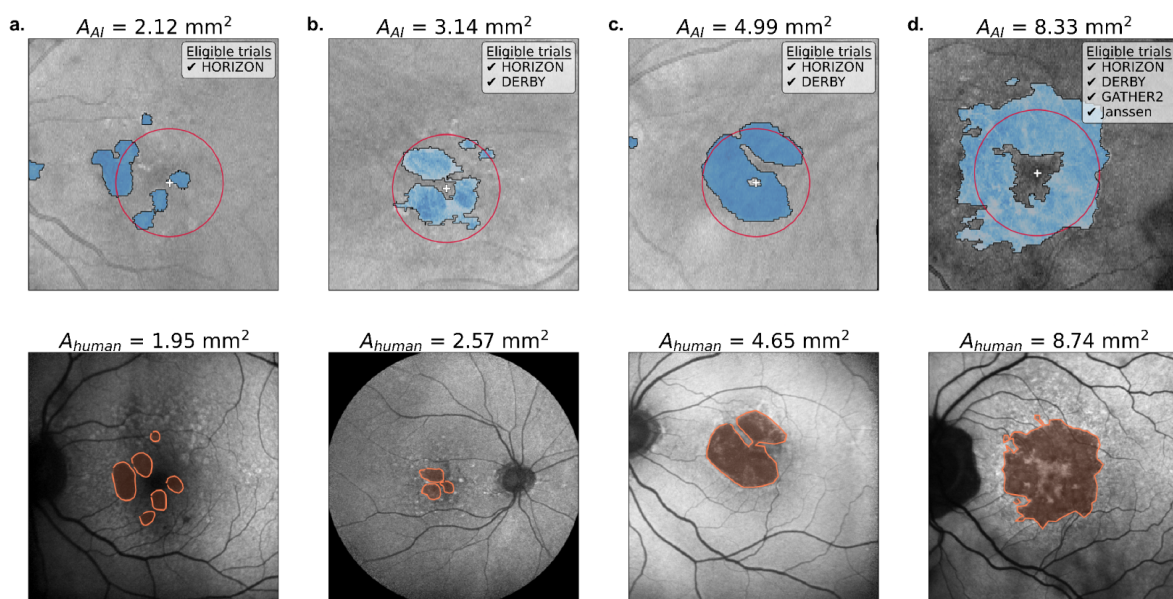 a.
A_AI = 2.12 mm²
Eligible trials
✔ HORIZON
b.
A_AI = 3.14 mm²
Eligible trials
✔ HORIZON
✔ DERBY
c.
A_AI = 4.99 mm²
Eligible trials
✔ HORIZON
✔ DERBY
d.
A_AI = 8.33 mm²
Eligible trials
✔ HORIZON
✔ DERBY
✔ GATHER2
✔ Janssen
A_human = 1.95 mm²
A_human = 2.57 mm²
A_human = 4.65 mm²
A_human = 8.74 mm²